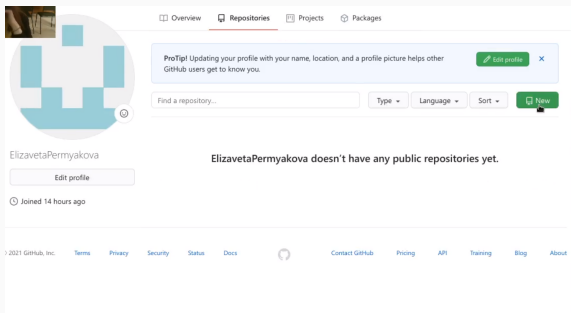 Overview Repositories Projects Packages
ProTip! Updating your profile with your name, location, and a profile picture helps other
GitHub users get to know you.
Edit profile
Find a repository...
Type Language Sort New
ElizavetaPermyakova
Edit profile
Joined 14 hours ago
ElizavetaPermyakova doesn't have any public repositories yet.
2021 GitHub, Inc. Terms Privacy Security Status Docs Contact GitHub Pricing API Training Blog About